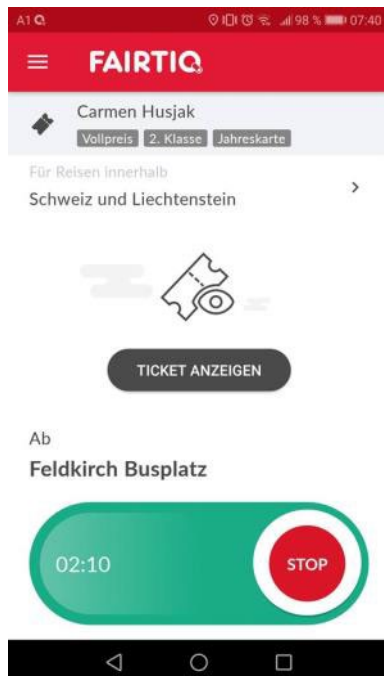 A1 98 % 07:40
FAIRTIQ
Carmen Husjak
Vollpreis 2. Klasse Jahreskarte
Für Reisen innerhalb
Schweiz und Liechtenstein
TICKET ANZEIGEN
Ab
Feldkirch Busplatz
02:10 STOP